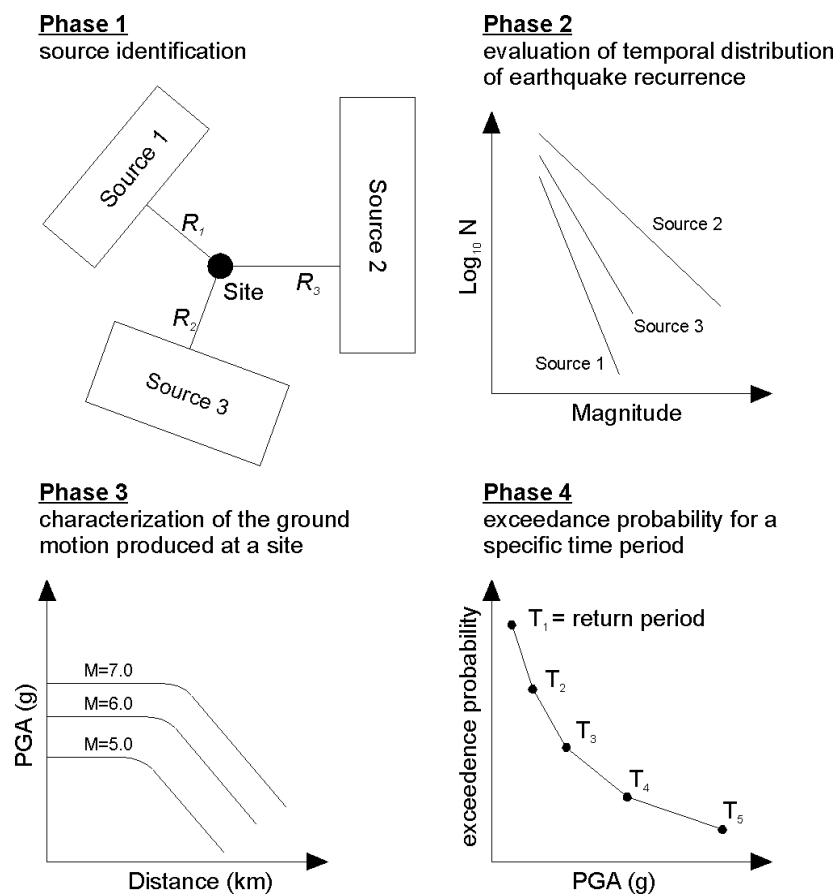 Phase 1
source identification
Source 1
R1
Source 2
R3
Site
R2
Source 3
Phase 2
evaluation of temporal distribution
of earthquake recurrence
Log10 N
Source 2
Source 3
Source 1
Magnitude
Phase 3
characterization of the ground
motion produced at a site
PGA (g)
M=7.0
M=6.0
M=5.0
Distance (km)
Phase 4
exceedance probability for a
specific time period
exceedence probability
T1 = return period
T2
T3
T4
T5
PGA (g)